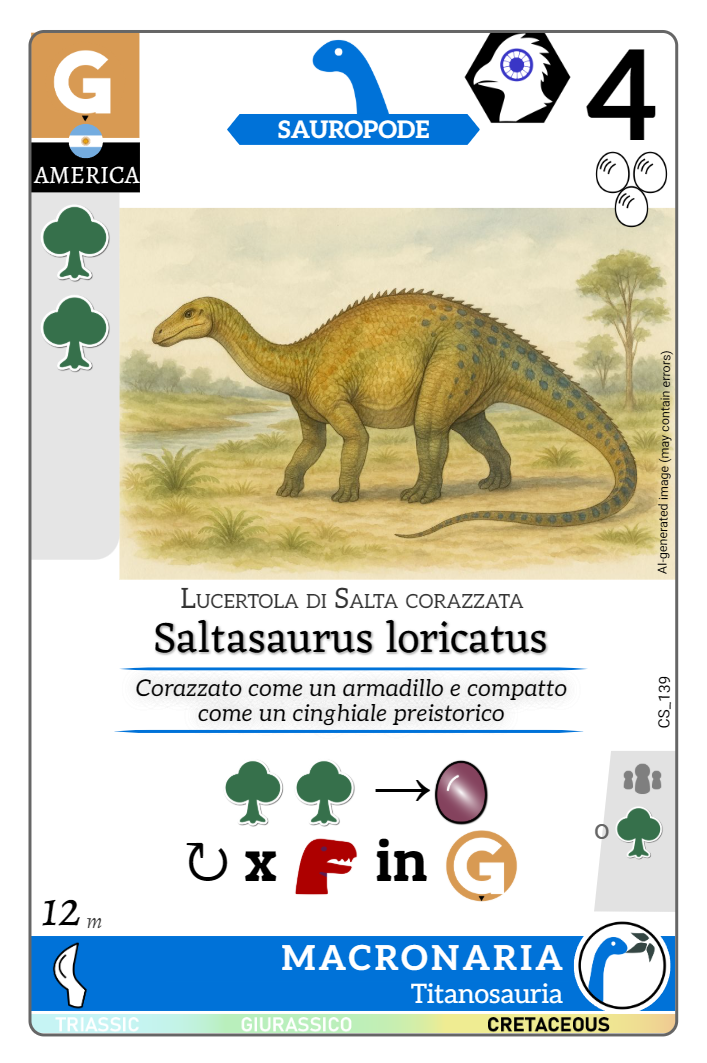 G
SAUROPODE
4
AMERICA
AI-generated image (may contain errors)
Lucertola di Salta corazzata
Saltasaurus loricatus
Corazzato come un armadillo e compatto
come un cinghiale preistorico
CS_139
→
o
↻ x in G
12 m
MACRONARIA
Titanosauria
TRIASSIC GIURASSICO CRETACEOUS